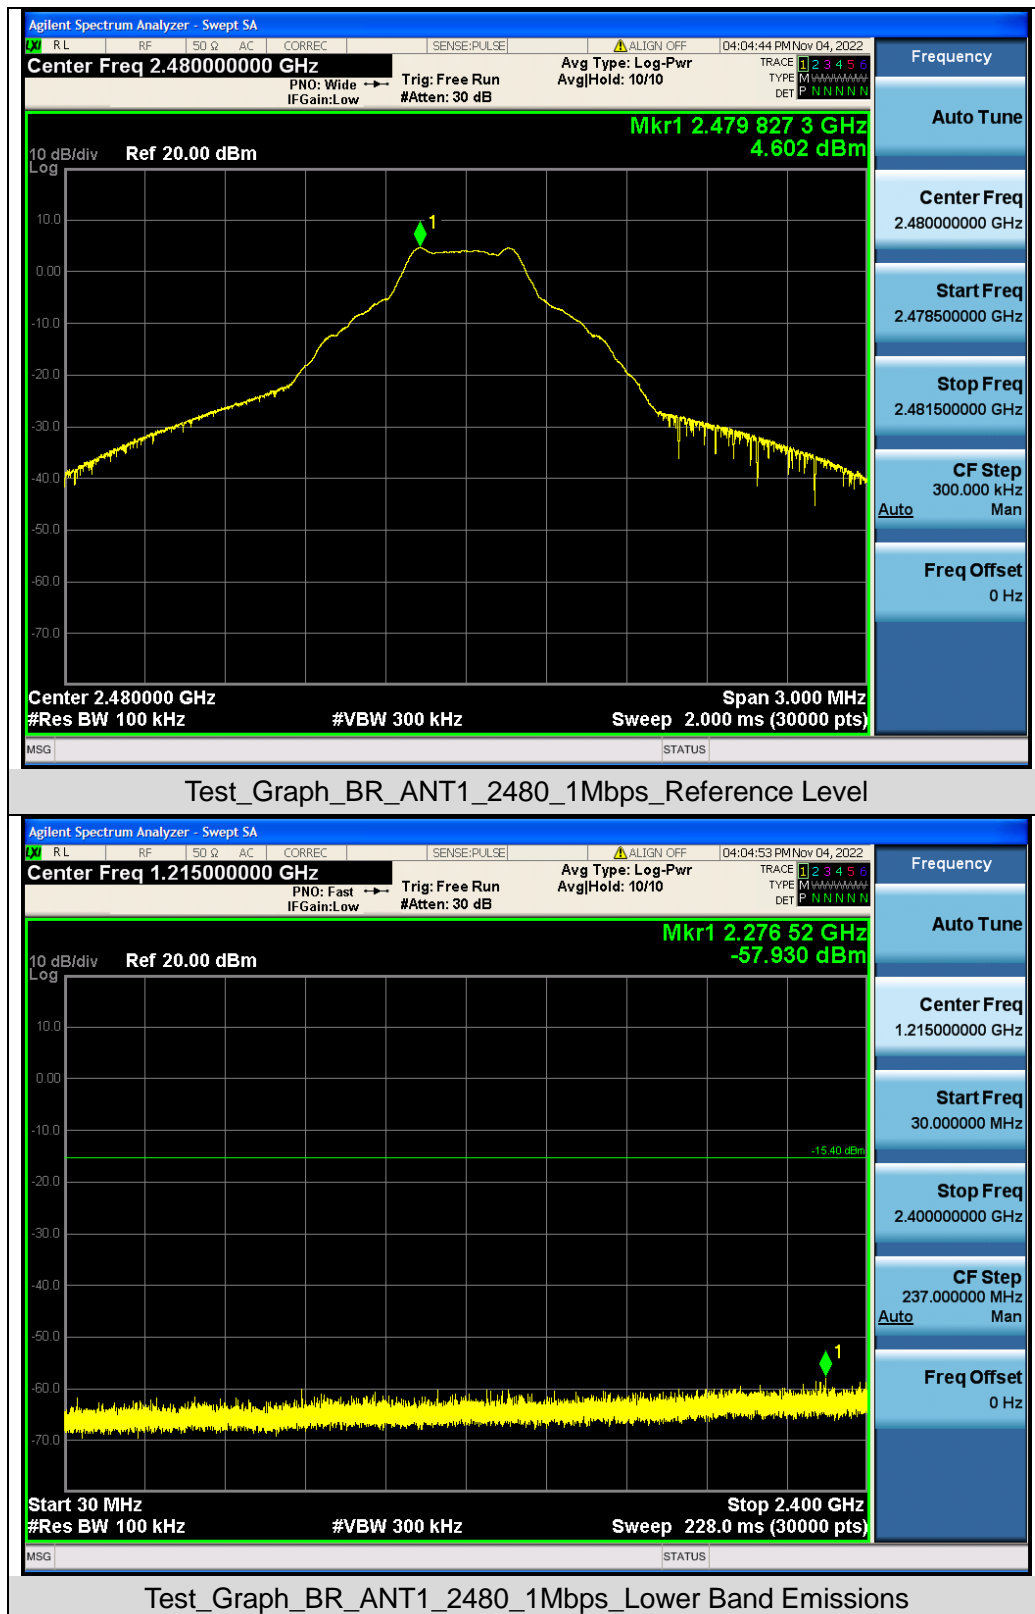 Agilent Spectrum Analyzer - Swept SA
LXI RL RF 50 Ω AC CORREC SENSE:PULSE ALIGN OFF 04:04:44 PM Nov 04, 2022
Center Freq 2.480000000 GHz
PNO: Wide
IFGain:Low
Trig: Free Run
#Atten: 30 dB
Avg Type: Log-Pwr
Avg|Hold: 10/10
TRACE 1 2 3 4 5 6
TYPE M
DET P N N N N N
Mkr1 2.479 827 3 GHz
4.602 dBm
10 dB/div Ref 20.00 dBm
Log
10.0
1
0.00
-10.0
-20.0
-30.0
-40.0
-50.0
-60.0
-70.0
Center 2.480000 GHz Span 3.000 MHz
#Res BW 100 kHz #VBW 300 kHz Sweep 2.000 ms (30000 pts)
MSG STATUS
Frequency
Auto Tune
Center Freq
2.480000000 GHz
Start Freq
2.478500000 GHz
Stop Freq
2.481500000 GHz
CF Step
300.000 kHz
Auto Man
Freq Offset
0 Hz
Test_Graph_BR_ANT1_2480_1Mbps_Reference Level
Agilent Spectrum Analyzer - Swept SA
LXI RL RF 50 Ω AC CORREC SENSE:PULSE ALIGN OFF 04:04:53 PM Nov 04, 2022
Center Freq 1.215000000 GHz
PNO: Fast
IFGain:Low
Trig: Free Run
#Atten: 30 dB
Avg Type: Log-Pwr
Avg|Hold: 10/10
TRACE 1 2 3 4 5 6
TYPE M
DET P N N N N N
Mkr1 2.276 52 GHz
-57.930 dBm
10 dB/div Ref 20.00 dBm
Log
10.0
0.00
-10.0
-15.40 dBm
-20.0
-30.0
-40.0
-50.0
1
-60.0
-70.0
Start 30 MHz Stop 2.400 GHz
#Res BW 100 kHz #VBW 300 kHz Sweep 228.0 ms (30000 pts)
MSG STATUS
Frequency
Auto Tune
Center Freq
1.215000000 GHz
Start Freq
30.000000 MHz
Stop Freq
2.400000000 GHz
CF Step
237.000000 MHz
Auto Man
Freq Offset
0 Hz
Test_Graph_BR_ANT1_2480_1Mbps_Lower Band Emissions